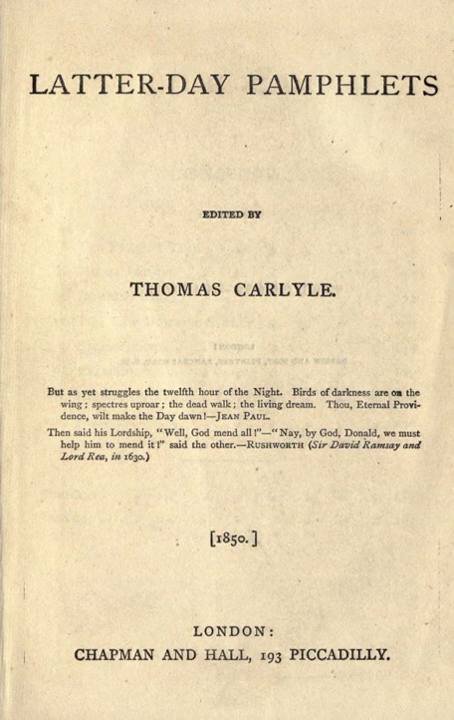 LATTER-DAY PAMPHLETS
EDITED BY
THOMAS CARLYLE.
But as yet struggles the twelfth hour of the Night. Birds of darkness are on the
wing; spectres uproar; the dead walk; the living dream. Thou, Eternal Provi-
dence, wilt make the Day dawn!—JEAN PAUL.
Then said his Lordship, "Well, God mend all!"—"Nay, by God, Donald, we must
help him to mend it!" said the other.—RUSHWORTH (Sir David Ramsay and
Lord Rea, in 1630.)
[1850.]
LONDON:
CHAPMAN AND HALL, 193 PICCADILLY.